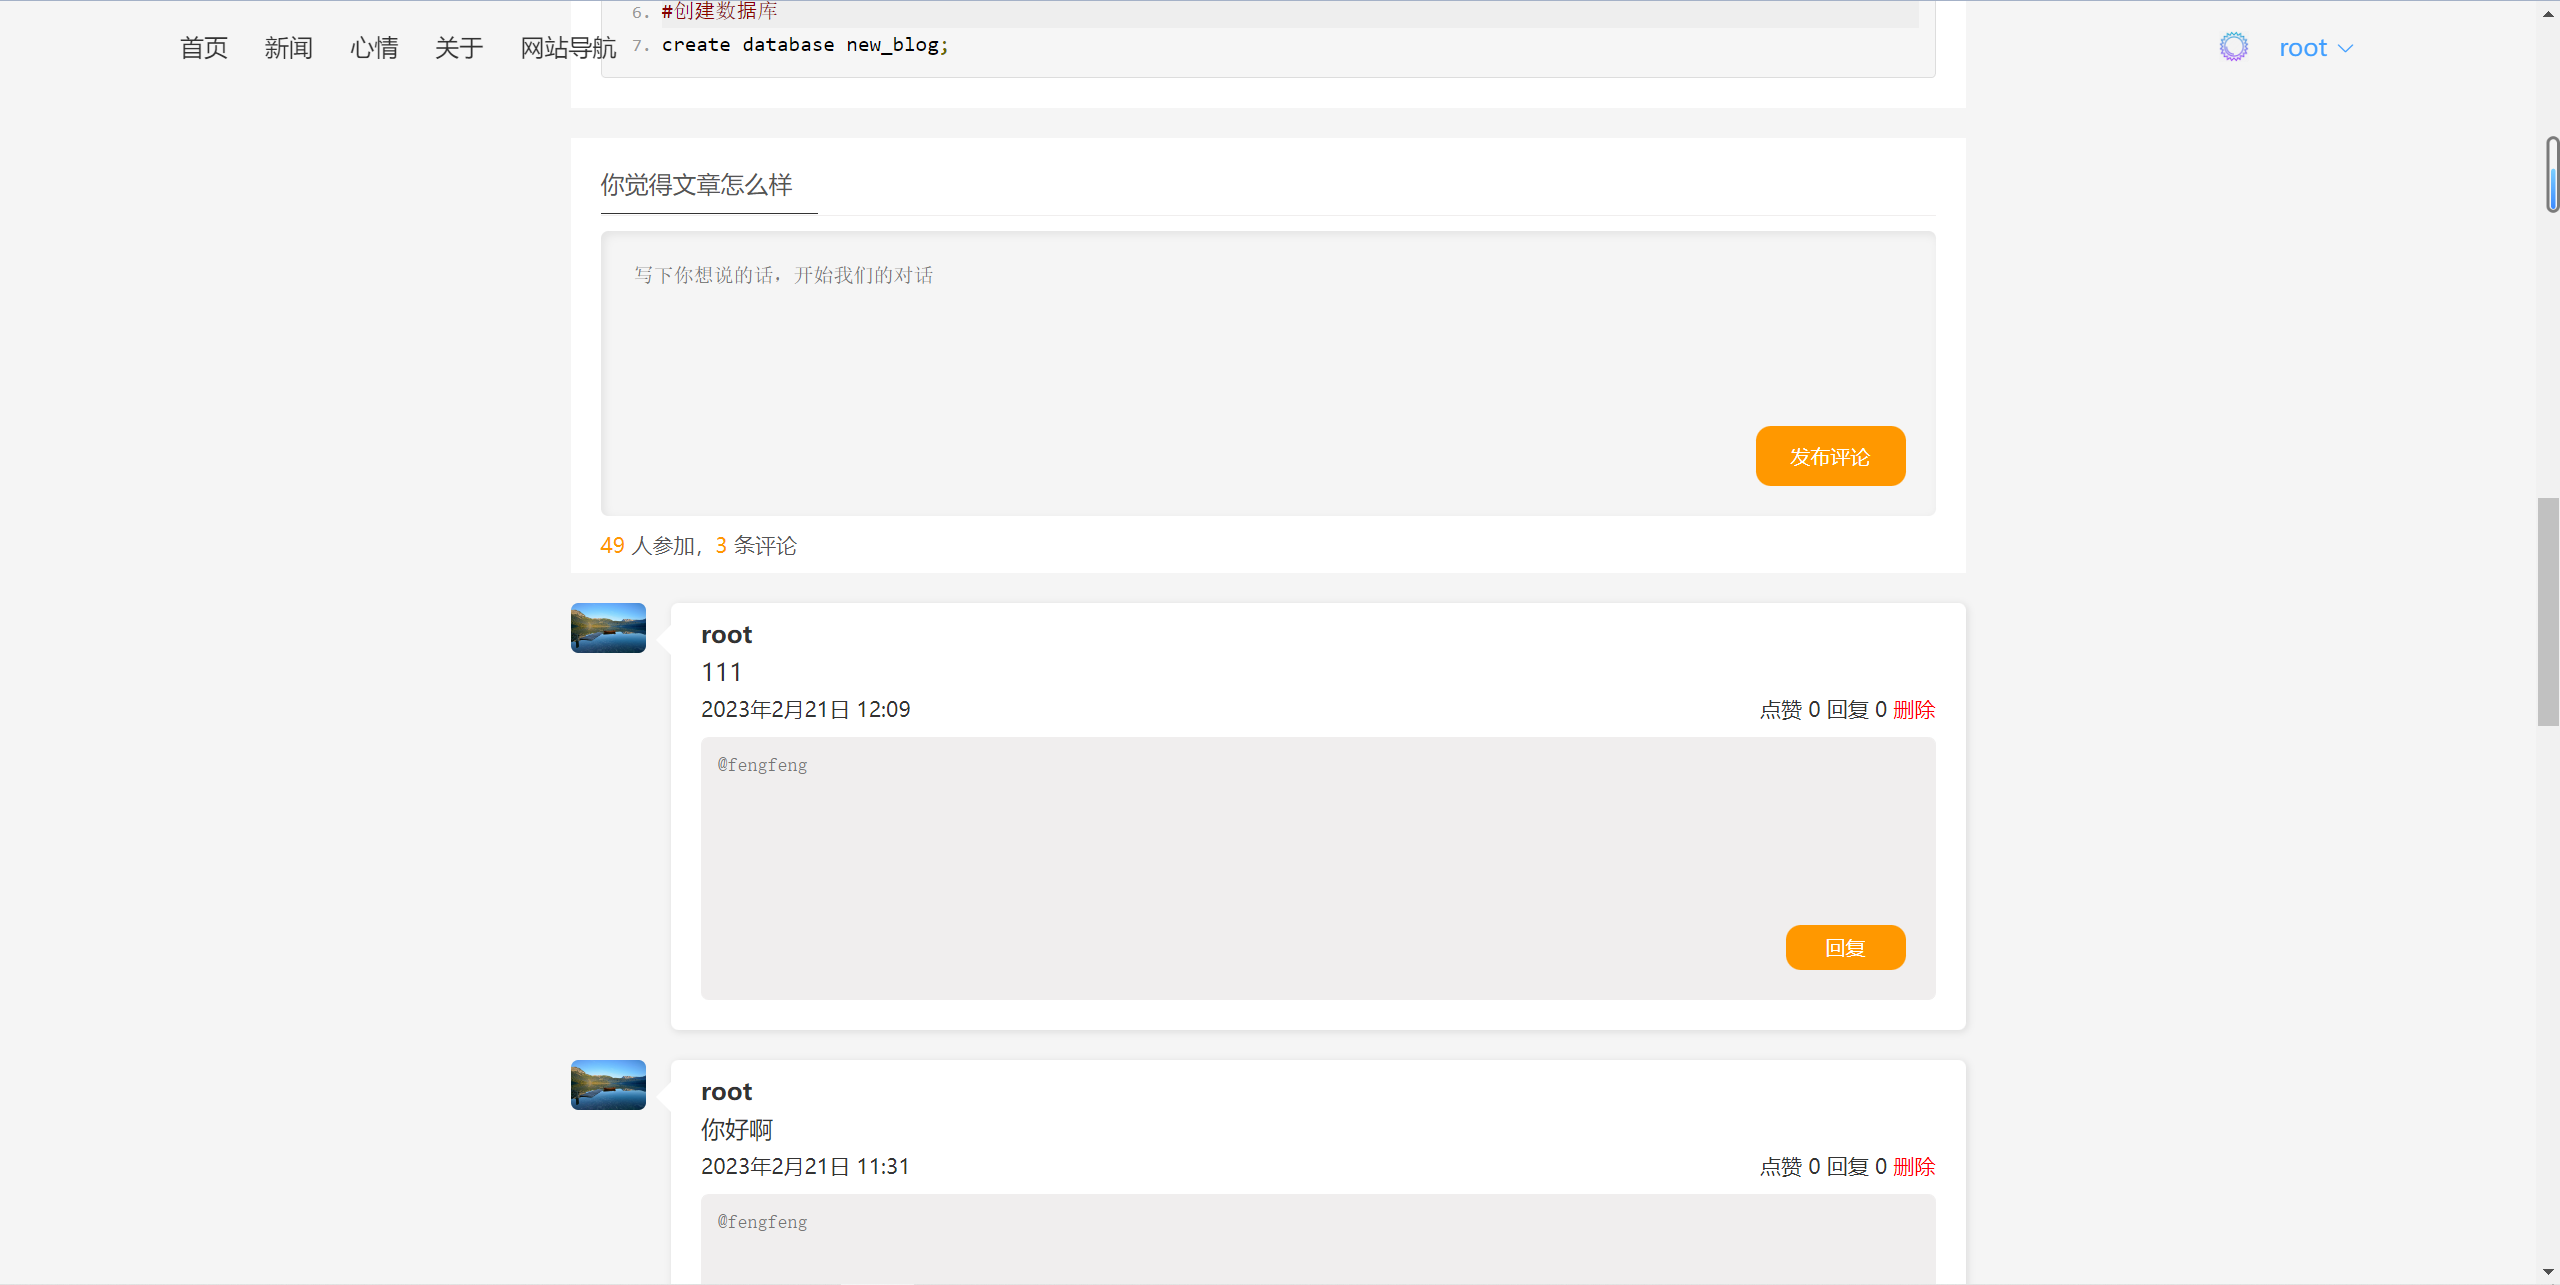 6. #创建数据库
首页 新闻 心情 关于 网站导航 7. create database new_blog; root
你觉得文章怎么样
写下你想说的话，开始我们的对话
发布评论
49 人参加，3 条评论
root
111
2023年2月21日 12:09 点赞 0 回复 0 删除
@fengfeng
回复
root
你好啊
2023年2月21日 11:31 点赞 0 回复 0 删除
@fengfeng